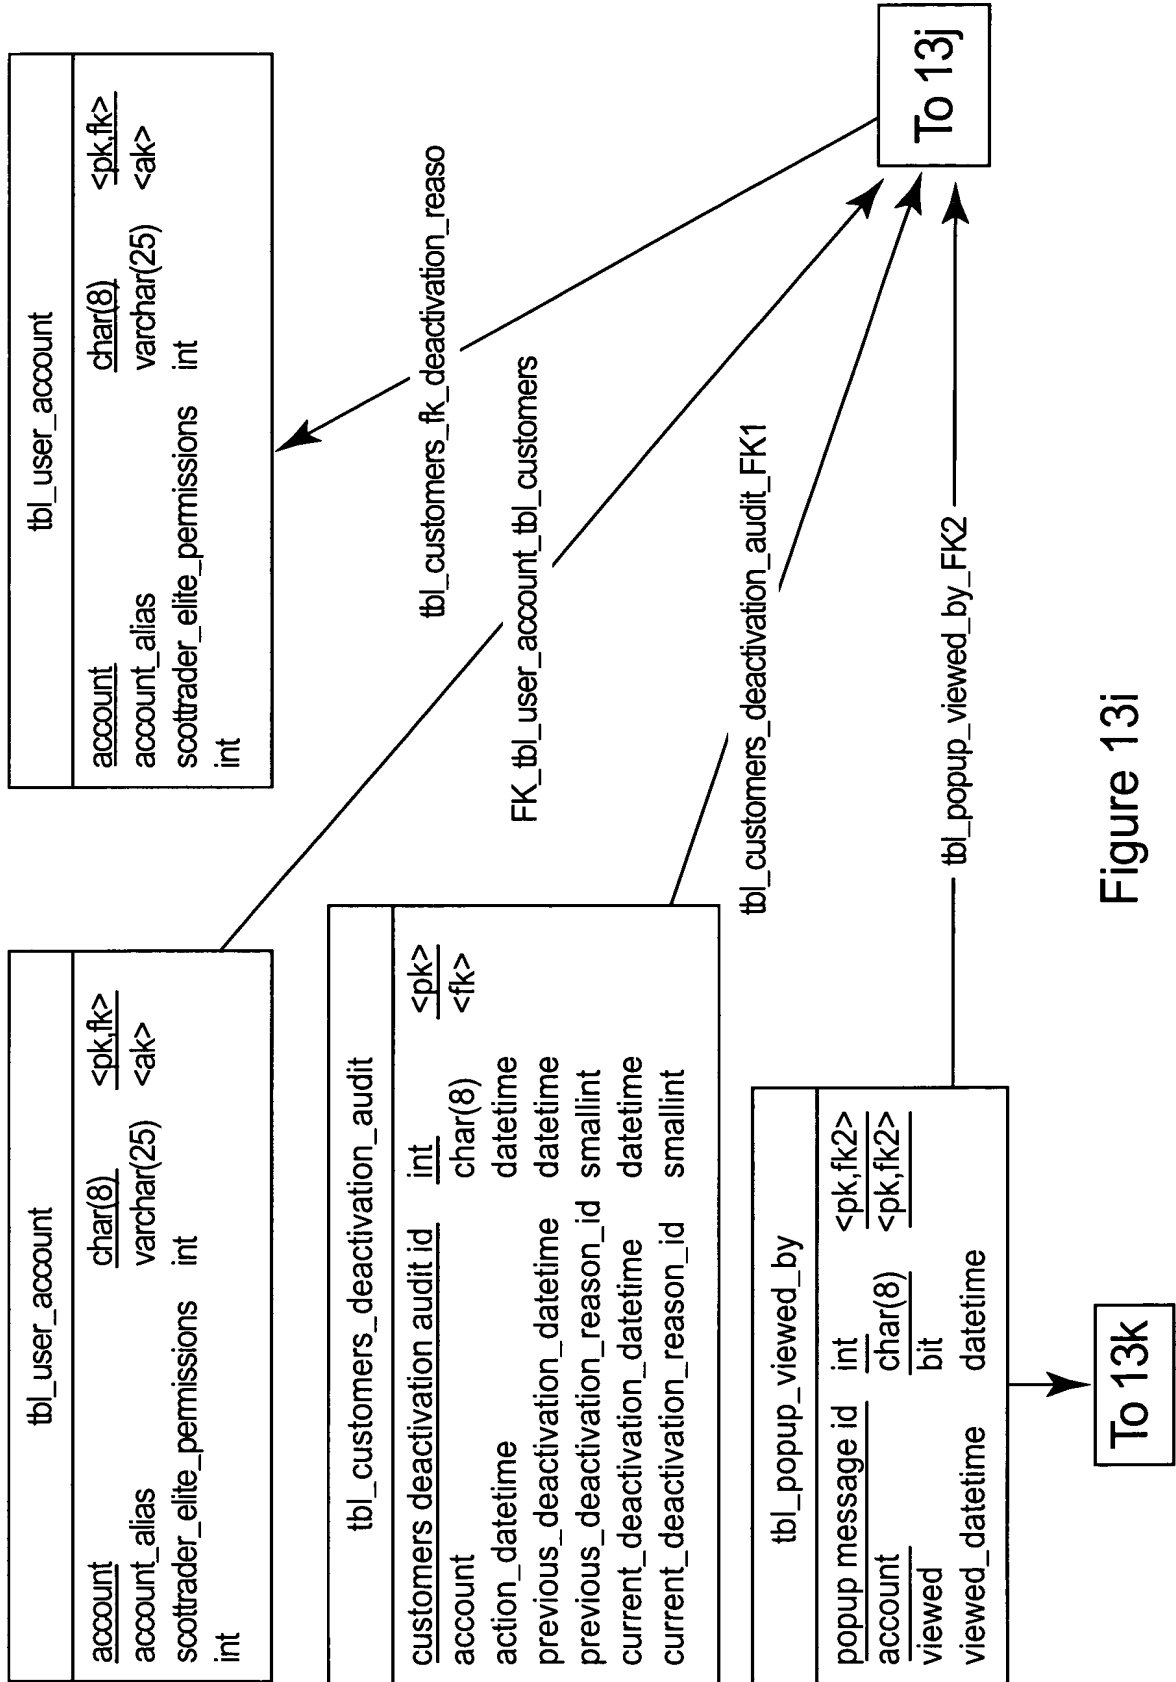 tbl_user_account
account char(8) <pk,fk>
account_alias varchar(25) <ak>
scottrader_elite_permissions int
int
tbl_user_account
account char(8) <pk,fk>
account_alias varchar(25) <ak>
scottrader_elite_permissions int
int
tbl_customers_fk_deactivation_reaso
FK_tbl_user_account_tbl_customers
tbl_customers_deactivation_audit
customers deactivation audit id int <pk>
account char(8) <fk>
action_datetime datetime
previous_deactivation_datetime datetime
previous_deactivation_reason_id smallint
current_deactivation_datetime datetime
current_deactivation_reason_id smallint
tbl_customers_deactivation_audit_FK1
tbl_popup_viewed_by
popup message id int <pk,fk2>
account char(8) <pk,fk2>
viewed bit
viewed_datetime datetime
tbl_popup_viewed_by_FK2
To 13j
To 13k
Figure 13i